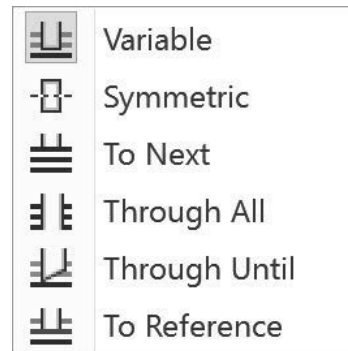 Variable
Symmetric
To Next
Through All
Through Until
To Reference